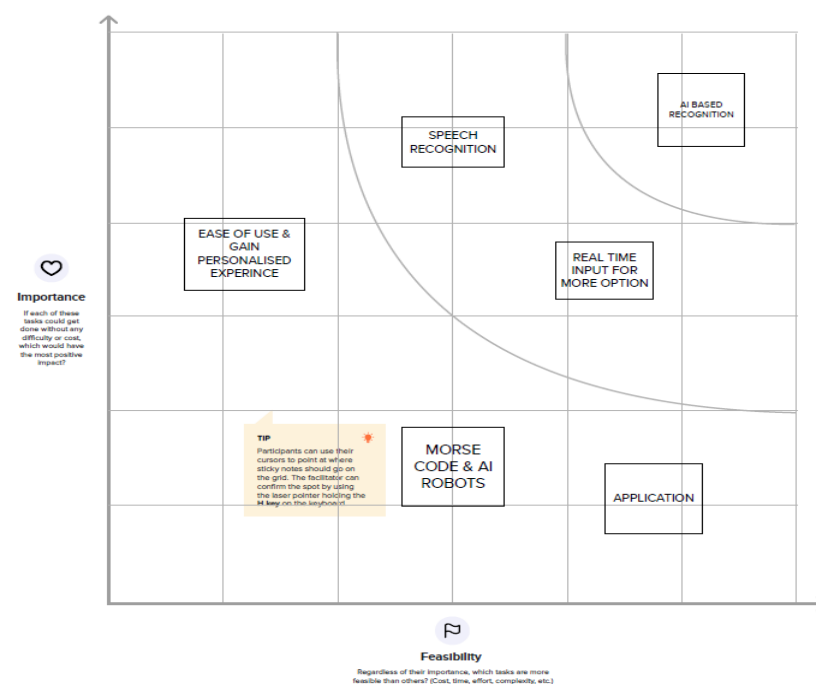 AI BASED
RECOGNITION
SPEECH
RECOGNITION
EASE OF USE &
GAIN
PERSONALISED
EXPERINCE
REAL TIME
INPUT FOR
MORE OPTION
Importance
If each of these
tasks could get
done without any
difficulty or cost,
which would have
the most positive
impact?
TIP
Participants can use their
cursors to point at where
sticky notes should go on
the grid. The facilitator can
confirm the spot by using
the laser pointer holding the
H key on the keyboard.
MORSE
CODE & AI
ROBOTS
APPLICATION
Feasibility
Regardless of their importance, which tasks are more
feasible than others? (Cost, time, effort, complexity, etc.)